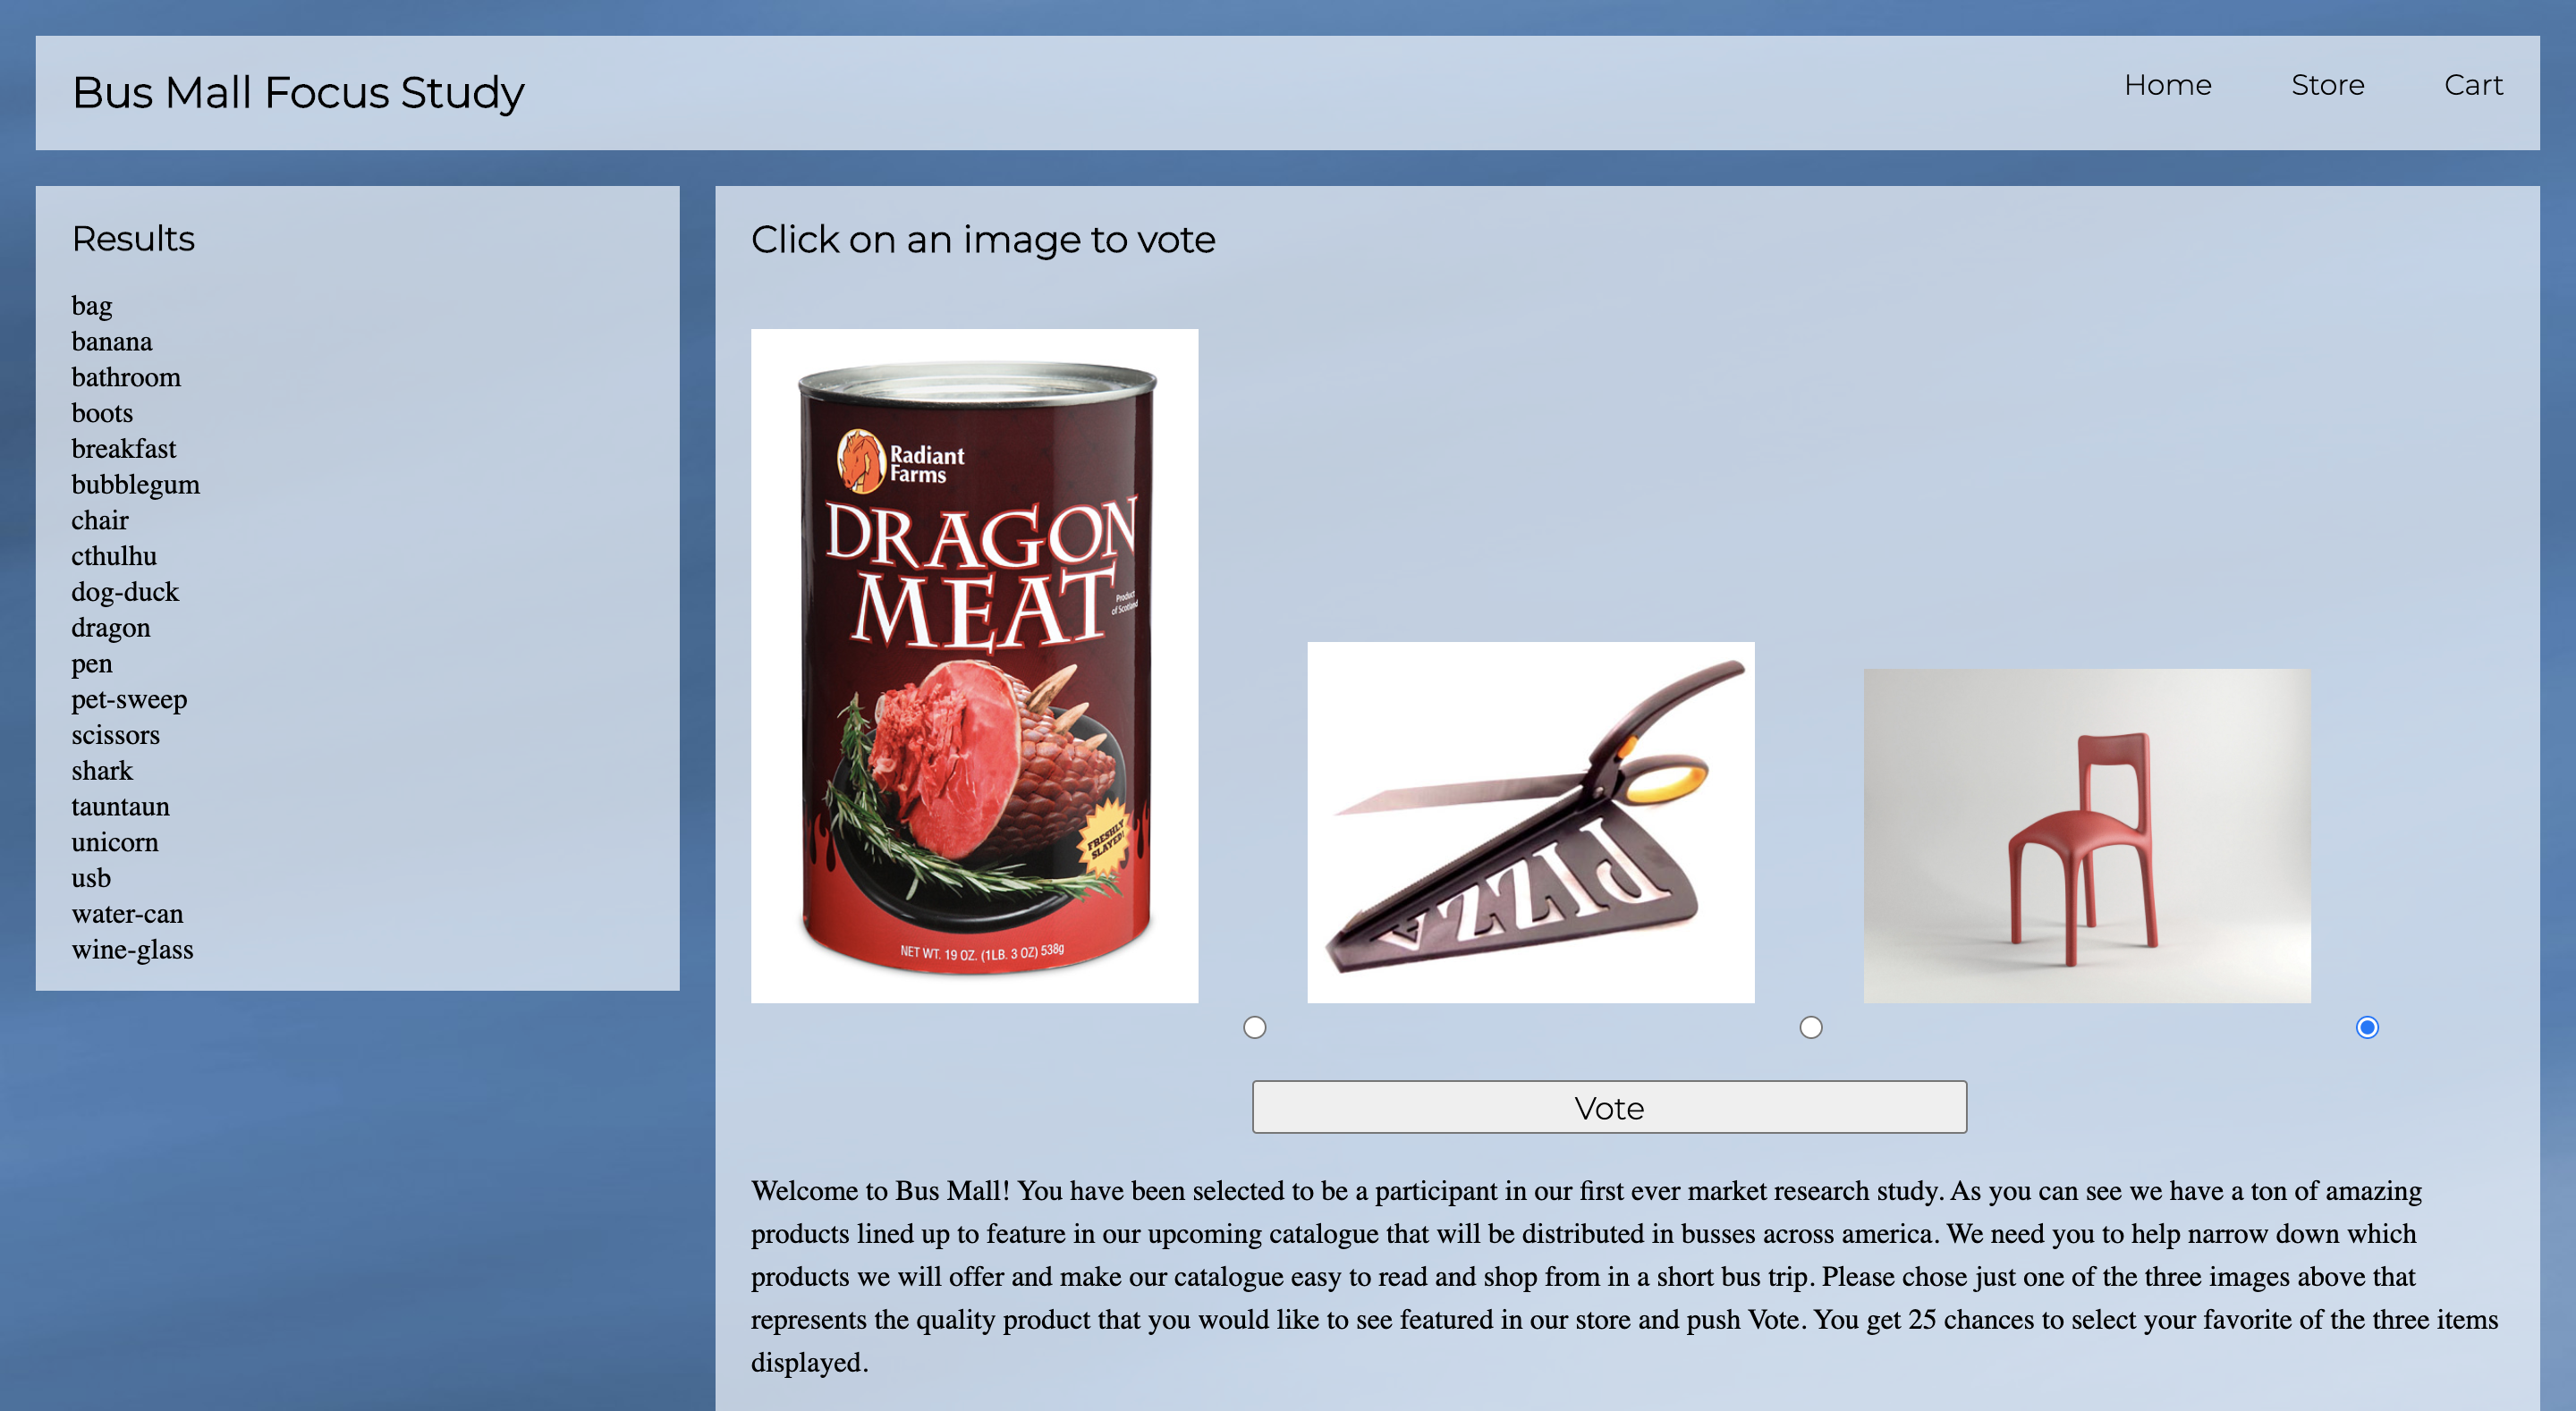 Bus Mall Focus Study
Home Store Cart
Results
bag
banana
bathroom
boots
breakfast
bubblegum
chair
cthulhu
dog-duck
dragon
pen
pet-sweep
scissors
shark
tauntaun
unicorn
usb
water-can
wine-glass
Click on an image to vote
Radiant
Farms
DRAGON
MEAT
Product
of Scotland
FRESHLY
SLAYED!
NET WT. 19 OZ. (1LB. 3 OZ) 538g
PIZZA
Vote
Welcome to Bus Mall! You have been selected to be a participant in our first ever market research study. As you can see we have a ton of amazing
products lined up to feature in our upcoming catalogue that will be distributed in busses across america. We need you to help narrow down which
products we will offer and make our catalogue easy to read and shop from in a short bus trip. Please chose just one of the three images above that
represents the quality product that you would like to see featured in our store and push Vote. You get 25 chances to select your favorite of the three items
displayed.